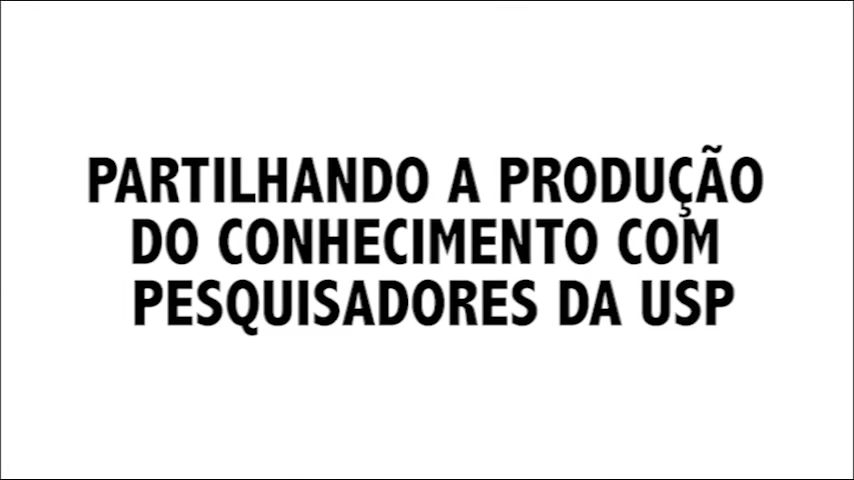 PARTILHANDO A PRODUÇÃO
DO CONHECIMENTO COM
PESQUISADORES DA USP